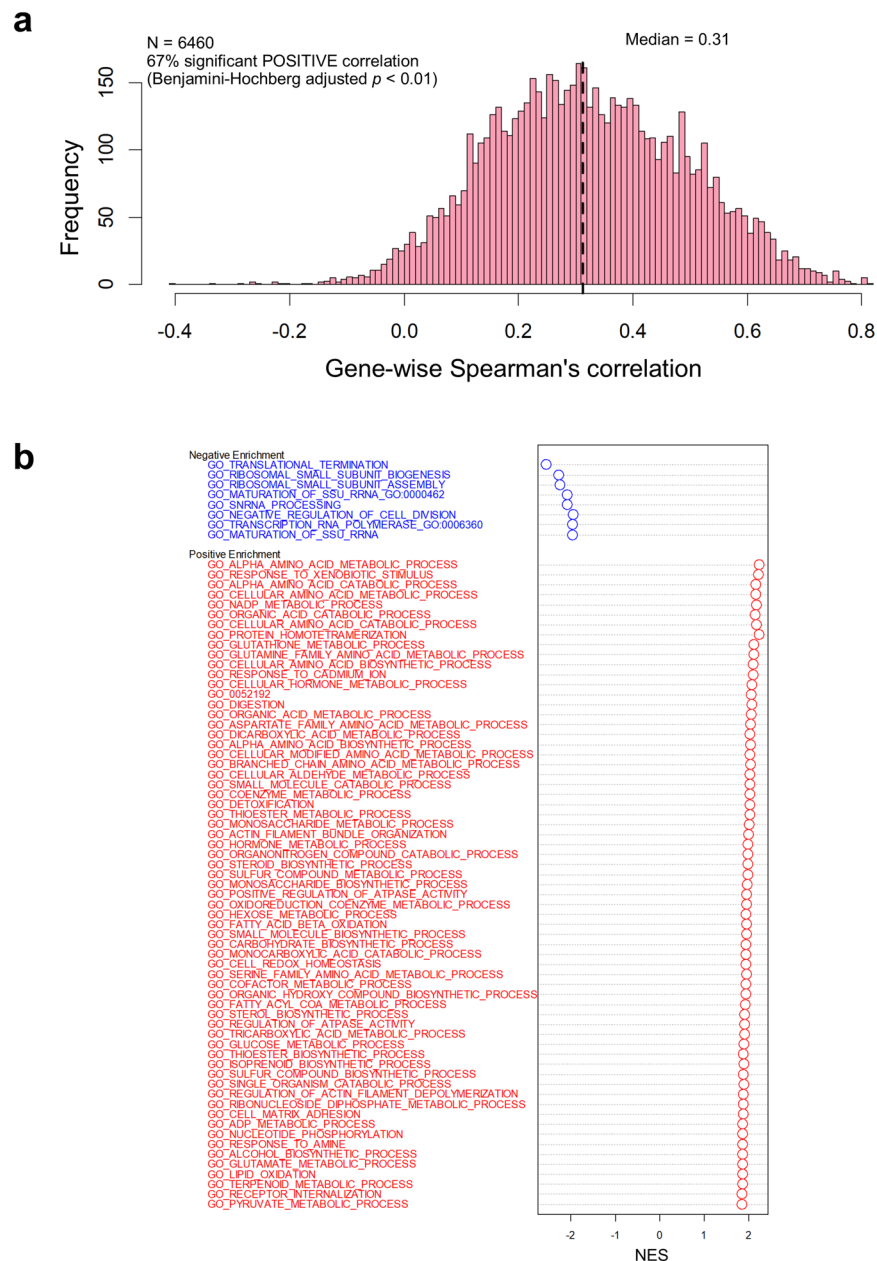 a
N = 6460
67% significant POSITIVE correlation
(Benjamini-Hochberg adjusted p < 0.01)
Median = 0.31
Frequency
150
100
50
0
-0.4 -0.2 0.0 0.2 0.4 0.6 0.8
Gene-wise Spearman's correlation
b
Negative Enrichment
GO_TRANSLATIONAL_TERMINATION
GO_RIBOSOMAL_SMALL_SUBUNIT_BIOGENESIS
GO_RIBOSOMAL_SMALL_SUBUNIT_ASSEMBLY
GO_MATURATION_OF_SSU_RRNA_GO:0000462
GO_SNRNA_PROCESSING
GO_NEGATIVE_REGULATION_OF_CELL_DIVISION
GO_TRANSCRIPTION_RNA_POLYMERASE_GO:0006360
GO_MATURATION_OF_SSU_RRNA
Positive Enrichment
GO_ALPHA_AMINO_ACID_METABOLIC_PROCESS
GO_RESPONSE_TO_XENOBIOTIC_STIMULUS
GO_ALPHA_AMINO_ACID_CATABOLIC_PROCESS
GO_CELLULAR_AMINO_ACID_METABOLIC_PROCESS
GO_NADP_METABOLIC_PROCESS
GO_ORGANIC_ACID_CATABOLIC_PROCESS
GO_CELLULAR_AMINO_ACID_CATABOLIC_PROCESS
GO_PROTEIN_HOMOTETRAMERIZATION
GO_GLUTATHIONE_METABOLIC_PROCESS
GO_GLUTAMINE_FAMILY_AMINO_ACID_METABOLIC_PROCESS
GO_CELLULAR_AMINO_ACID_BIOSYNTHETIC_PROCESS
GO_RESPONSE_TO_CADMIUM_ION
GO_CELLULAR_HORMONE_METABOLIC_PROCESS
GO_0052192
GO_DIGESTION
GO_ORGANIC_ACID_METABOLIC_PROCESS
GO_ASPARTATE_FAMILY_AMINO_ACID_METABOLIC_PROCESS
GO_DICARBOXYLIC_ACID_METABOLIC_PROCESS
GO_ALPHA_AMINO_ACID_BIOSYNTHETIC_PROCESS
GO_CELLULAR_MODIFIED_AMINO_ACID_METABOLIC_PROCESS
GO_BRANCHED_CHAIN_AMINO_ACID_METABOLIC_PROCESS
GO_CELLULAR_ALDEHYDE_METABOLIC_PROCESS
GO_SMALL_MOLECULE_CATABOLIC_PROCESS
GO_COENZYME_METABOLIC_PROCESS
GO_DETOXIFICATION
GO_THIOESTER_METABOLIC_PROCESS
GO_MONOSACCHARIDE_METABOLIC_PROCESS
GO_ACTIN_FILAMENT_BUNDLE_ORGANIZATION
GO_HORMONE_METABOLIC_PROCESS
GO_ORGANONITROGEN_COMPOUND_CATABOLIC_PROCESS
GO_STEROID_BIOSYNTHETIC_PROCESS
GO_SULFUR_COMPOUND_METABOLIC_PROCESS
GO_MONOSACCHARIDE_BIOSYNTHETIC_PROCESS
GO_POSITIVE_REGULATION_OF_ATPASE_ACTIVITY
GO_OXIDOREDUCTION_COENZYME_METABOLIC_PROCESS
GO_HEXOSE_METABOLIC_PROCESS
GO_FATTY_ACID_BETA_OXIDATION
GO_SMALL_MOLECULE_BIOSYNTHETIC_PROCESS
GO_CARBOHYDRATE_BIOSYNTHETIC_PROCESS
GO_MONOCARBOXYLIC_ACID_CATABOLIC_PROCESS
GO_CELL_REDOX_HOMEOSTASIS
GO_SERINE_FAMILY_AMINO_ACID_METABOLIC_PROCESS
GO_COFACTOR_METABOLIC_PROCESS
GO_ORGANIC_HYDROXY_COMPOUND_BIOSYNTHETIC_PROCESS
GO_FATTY_ACYL_COA_METABOLIC_PROCESS
GO_STEROL_BIOSYNTHETIC_PROCESS
GO_REGULATION_OF_ATPASE_ACTIVITY
GO_TRICARBOXYLIC_ACID_METABOLIC_PROCESS
GO_GLUCOSE_METABOLIC_PROCESS
GO_THIOESTER_BIOSYNTHETIC_PROCESS
GO_ISOPRENOID_BIOSYNTHETIC_PROCESS
GO_SULFUR_COMPOUND_BIOSYNTHETIC_PROCESS
GO_SINGLE_ORGANISM_CATABOLIC_PROCESS
GO_REGULATION_OF_ACTIN_FILAMENT_DEPOLYMERIZATION
GO_RIBONUCLEOSIDE_DIPHOSPHATE_METABOLIC_PROCESS
GO_CELL_MATRIX_ADHESION
GO_ADP_METABOLIC_PROCESS
GO_NUCLEOTIDE_PHOSPHORYLATION
GO_RESPONSE_TO_AMINE
GO_ALCOHOL_BIOSYNTHETIC_PROCESS
GO_GLUTAMATE_METABOLIC_PROCESS
GO_LIPID_OXIDATION
GO_TERPENOID_METABOLIC_PROCESS
GO_RECEPTOR_INTERNALIZATION
GO_PYRUVATE_METABOLIC_PROCESS
-2 -1 0 1 2
NES